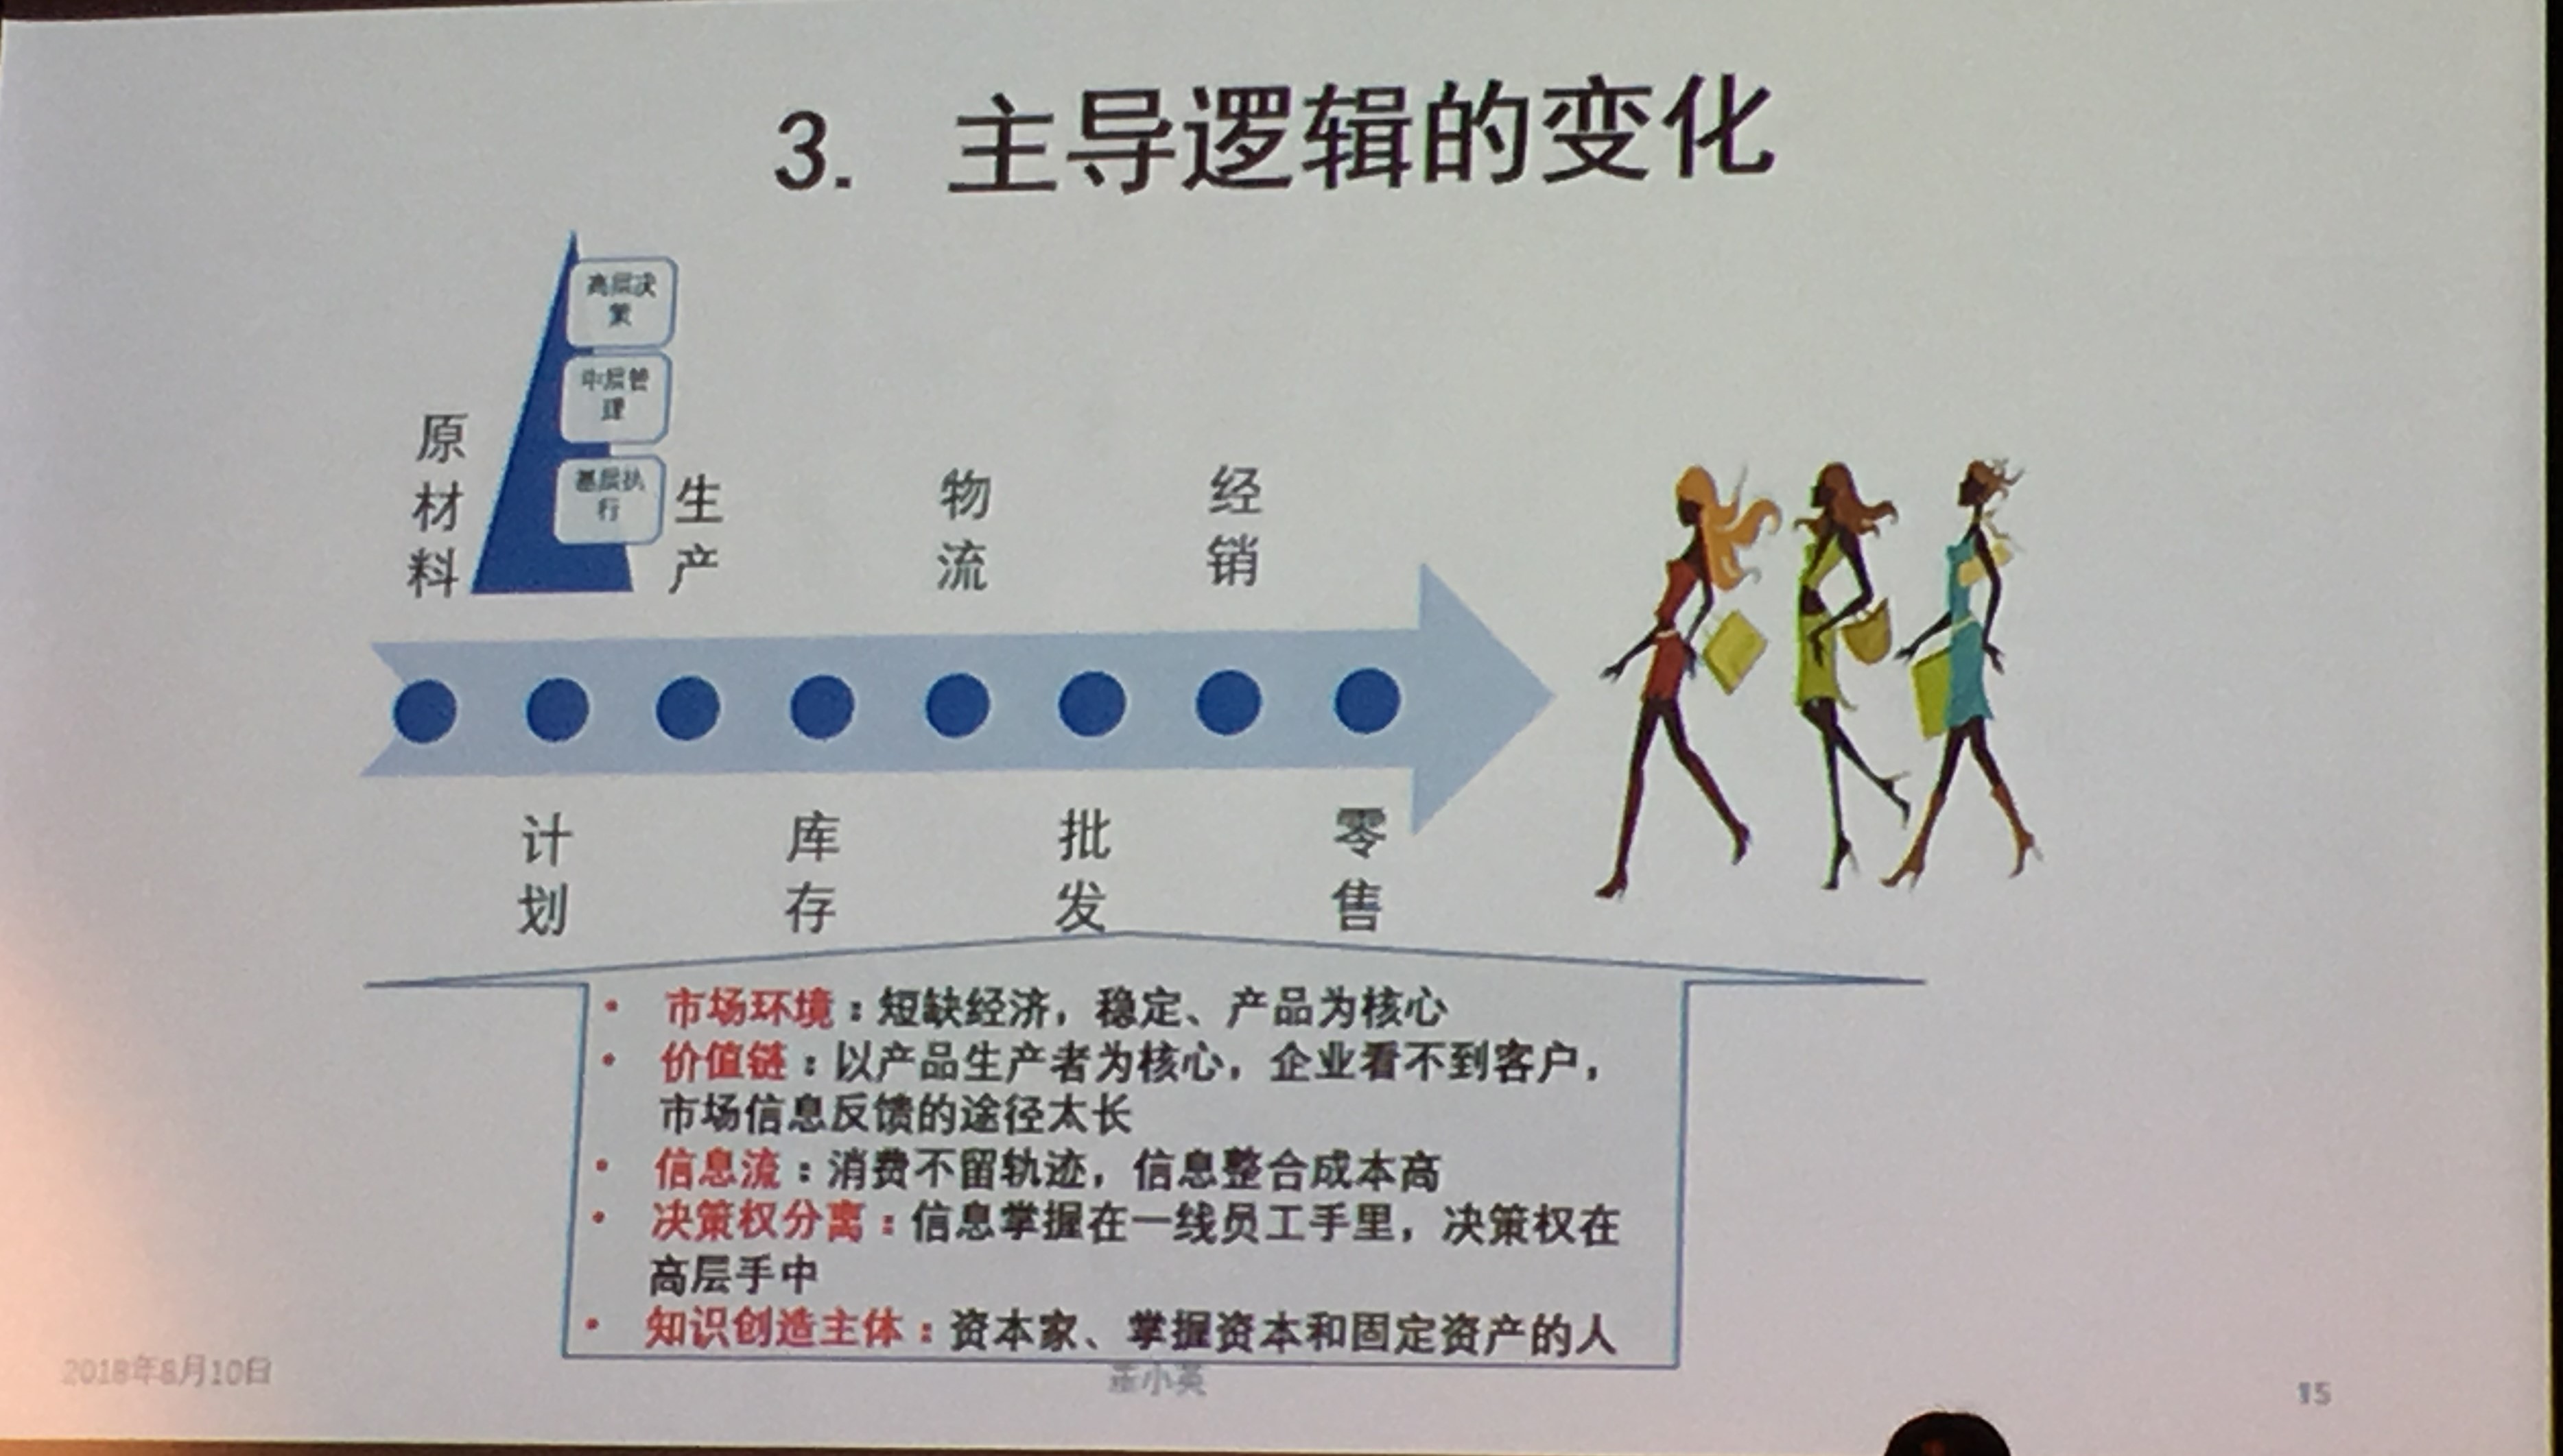 3. 主导逻辑的变化
高层决
策
中层管
理
基层执
行
原材料
生产
物流
经销
计划
库存
批发
零售
• 市场环境：短缺经济，稳定、产品为核心
• 价值链：以产品生产者为核心，企业看不到客户，
市场信息反馈的途径太长
• 信息流：消费不留轨迹，信息整合成本高
• 决策权分离：信息掌握在一线员工手里，决策权在
高层手中
• 知识创造主体：资本家、掌握资本和固定资产的人
2018年8月10日
小英
15